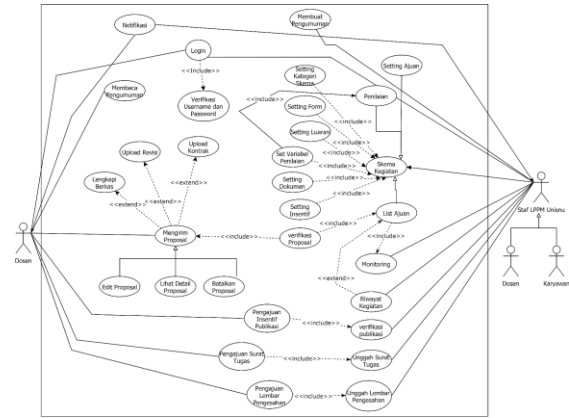 Notifikasi
Membuat
Pengumuman
Login
<<Include>>
Verifikasi
Username dan
Password
Membaca
Pengumuman
Setting
Kategori
Skema
<<include>>
Setting Ajuan
Penilaian
<<include>>
Setting Form
<<include>>
Setting Luaran
<<include>>
Set Variabel
Penilaian
<<include>>
Skema
Kegiatan
Setting
Dokumen
<<include>>
Setting
Insentif
<<include>>
Upload Revisi
Upload
Kontrak
Lengkapi
Berkas
<<extend>>
<<extend>>
<<extend>>
Mengirim
Proposal
<<include>>
verifikasi
Proposal
<<include>>
List Ajuan
<<include>>
Monitoring
<<extend>>
Riwayat
Kegiatan
Edit Proposal
Lihat Detail
Proposal
Batalkan
Proposal
Pengajuan
Insentif
Publikasi
<<include>>
verifikasi
publikasi
Pengajuan Surat
Tugas
<<include>>
Unggah Surat
Tugas
Pengajuan
Lembar
Pengesahan
<<include>>
Unggah Lembar
Pengesahan
Dosen
Staf LPPM Unisnu
Dosen
Karyawan